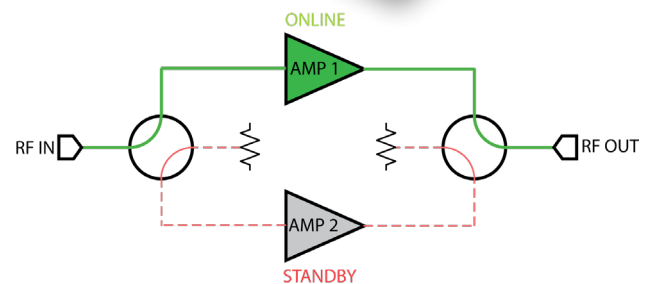 ONLINE
AMP 1
RF IN
RF OUT
AMP 2
STANDBY